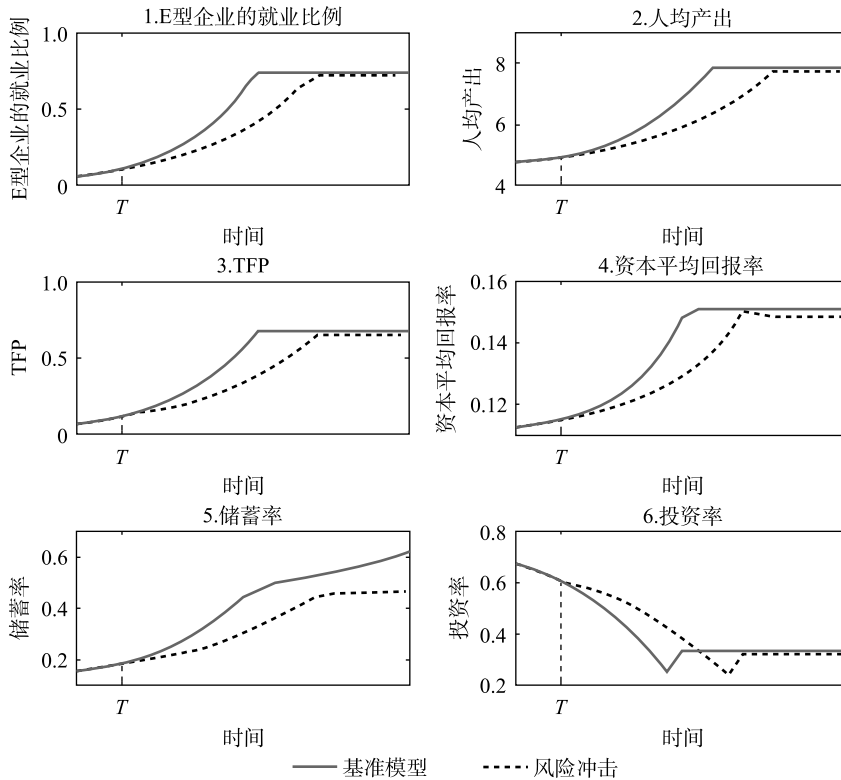 1.E型企业的就业比例
E型企业的就业比例
1.0
0.5
0
T
时间
2.人均产出
人均产出
8
6
4
T
时间
3.TFP
TFP
1.0
0.5
0
T
时间
4.资本平均回报率
资本平均回报率
0.16
0.14
0.12
T
时间
5.储蓄率
储蓄率
0.6
0.4
0.2
T
时间
6.投资率
投资率
0.8
0.6
0.4
0.2
T
时间
基准模型
风险冲击